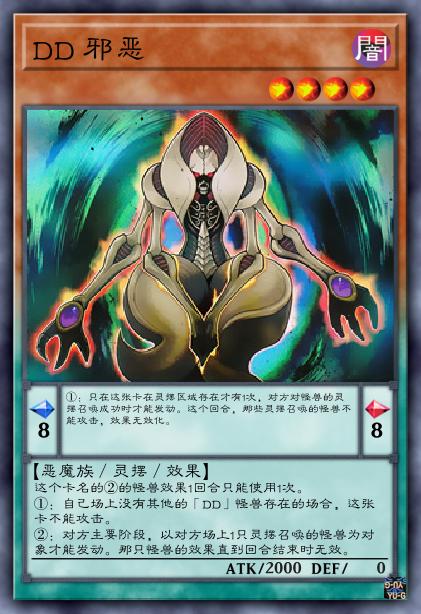 DD 邪恶
闇
①：只在这张卡在灵摆区域存在才有1次，对方对怪兽的灵
摆召唤成功时才能发动。这个回合，那些灵摆召唤的怪兽不
能攻击，效果无效化。
8
8
【恶魔族／灵摆／效果】
这个卡名的②的怪兽效果1回合只能使用1次。
①：自己场上没有其他的「DD」怪兽存在的场合，这张
卡不能攻击。
②：对方主要阶段，以对方场上1只灵摆召唤的怪兽为对
象才能发动。那只怪兽的效果直到回合结束时无效。
ATK/2000 DEF/ 0